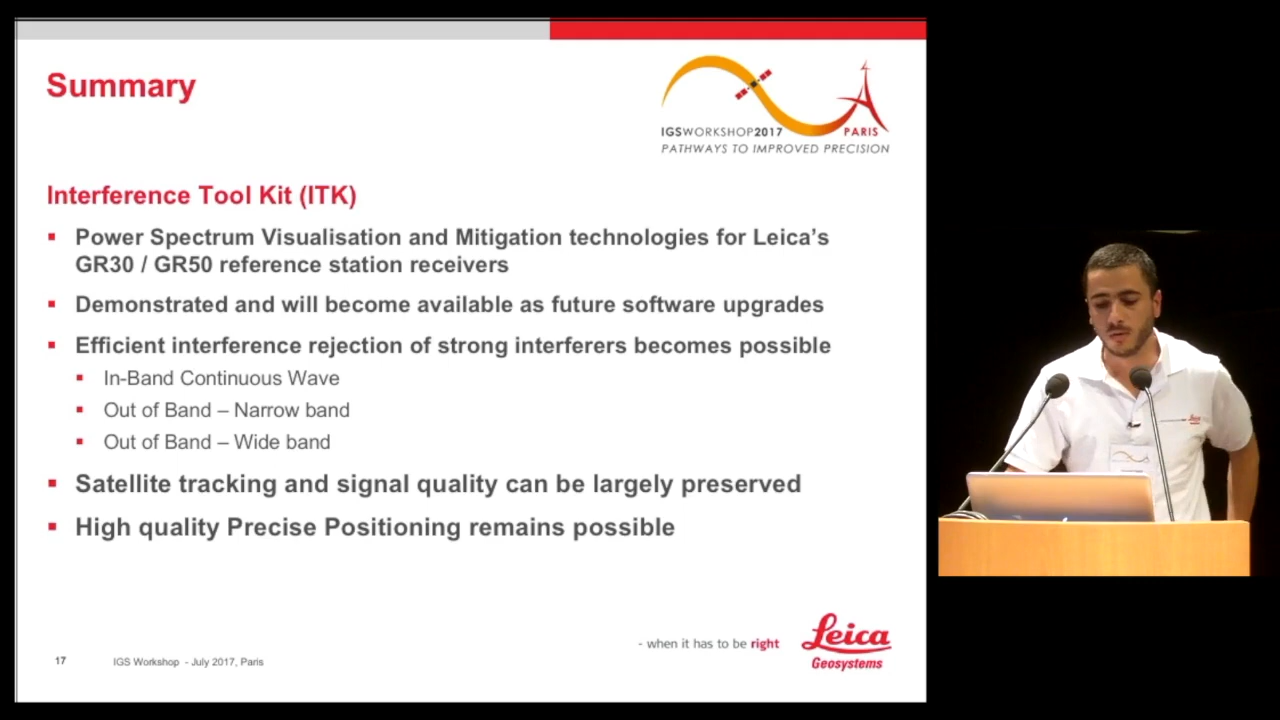 Summary
IGSWORKSHOP2017 PARIS
PATHWAYS TO IMPROVED PRECISION
Interference Tool Kit (ITK)
Power Spectrum Visualisation and Mitigation technologies for Leica’s
GR30 / GR50 reference station receivers
Demonstrated and will become available as future software upgrades
Efficient interference rejection of strong interferers becomes possible
In-Band Continuous Wave
Out of Band – Narrow band
Out of Band – Wide band
Satellite tracking and signal quality can be largely preserved
High quality Precise Positioning remains possible
- when it has to be right
Leica
Geosystems
17 IGS Workshop - July 2017, Paris